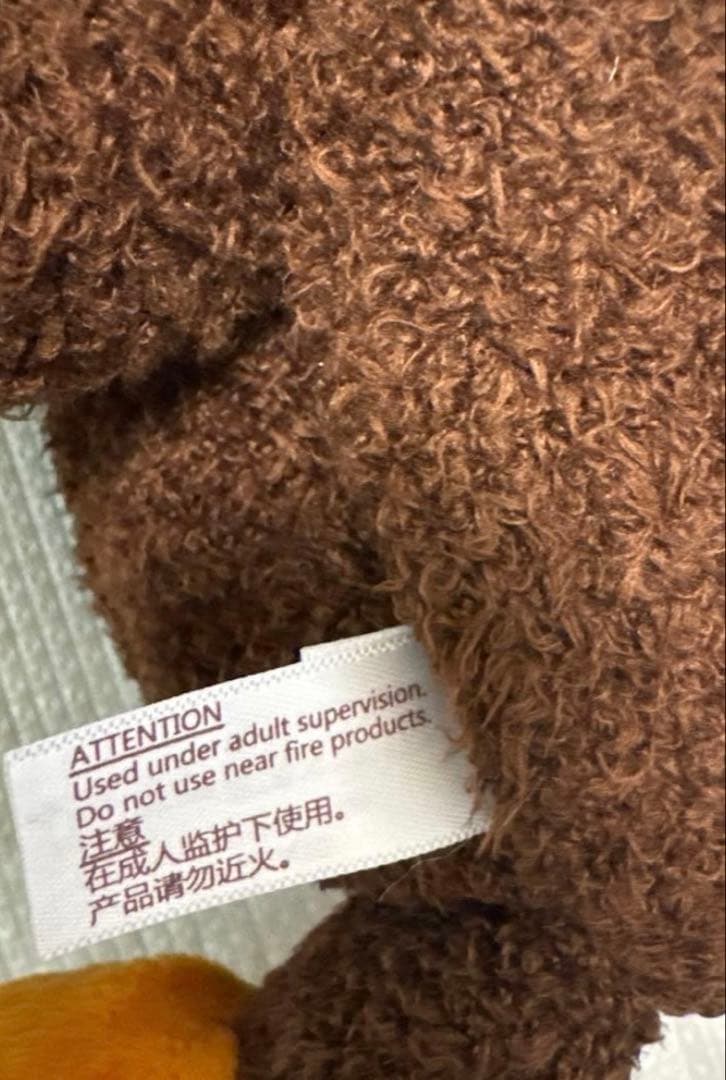 ATTENTION
Used under adult supervision.
Do not use near fire products.
注意
在成人监护下使用。
产品请勿近火。